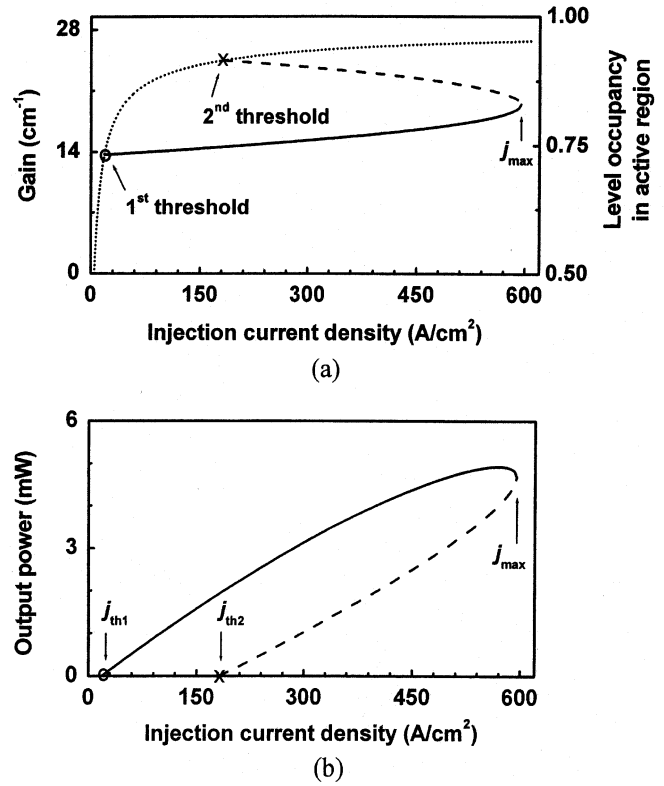 28
14
0
Gain (cm-1)
1.00
0.75
0.50
Level occupancy
in active region
2nd threshold
1st threshold
jmax
0 150 300 450 600
Injection current density (A/cm2)
(a)
6
3
0
Output power (mW)
jth1
jth2
jmax
0 150 300 450 600
Injection current density (A/cm2)
(b)